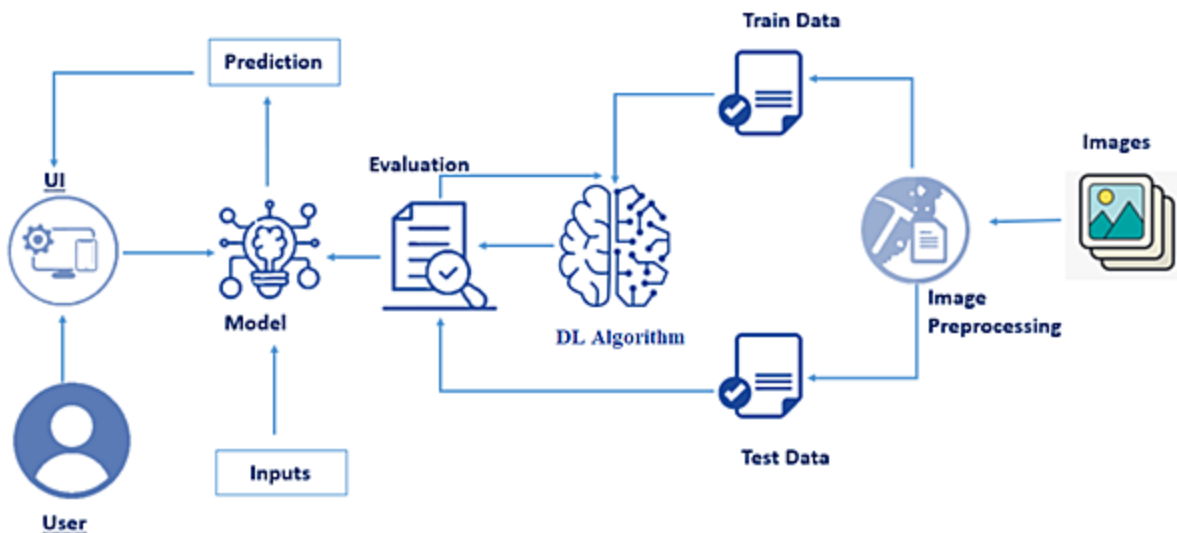 Train Data
Prediction
Images
Evaluation
UI
Image
Preprocessing
Model
DL Algorithm
Inputs
Test Data
User